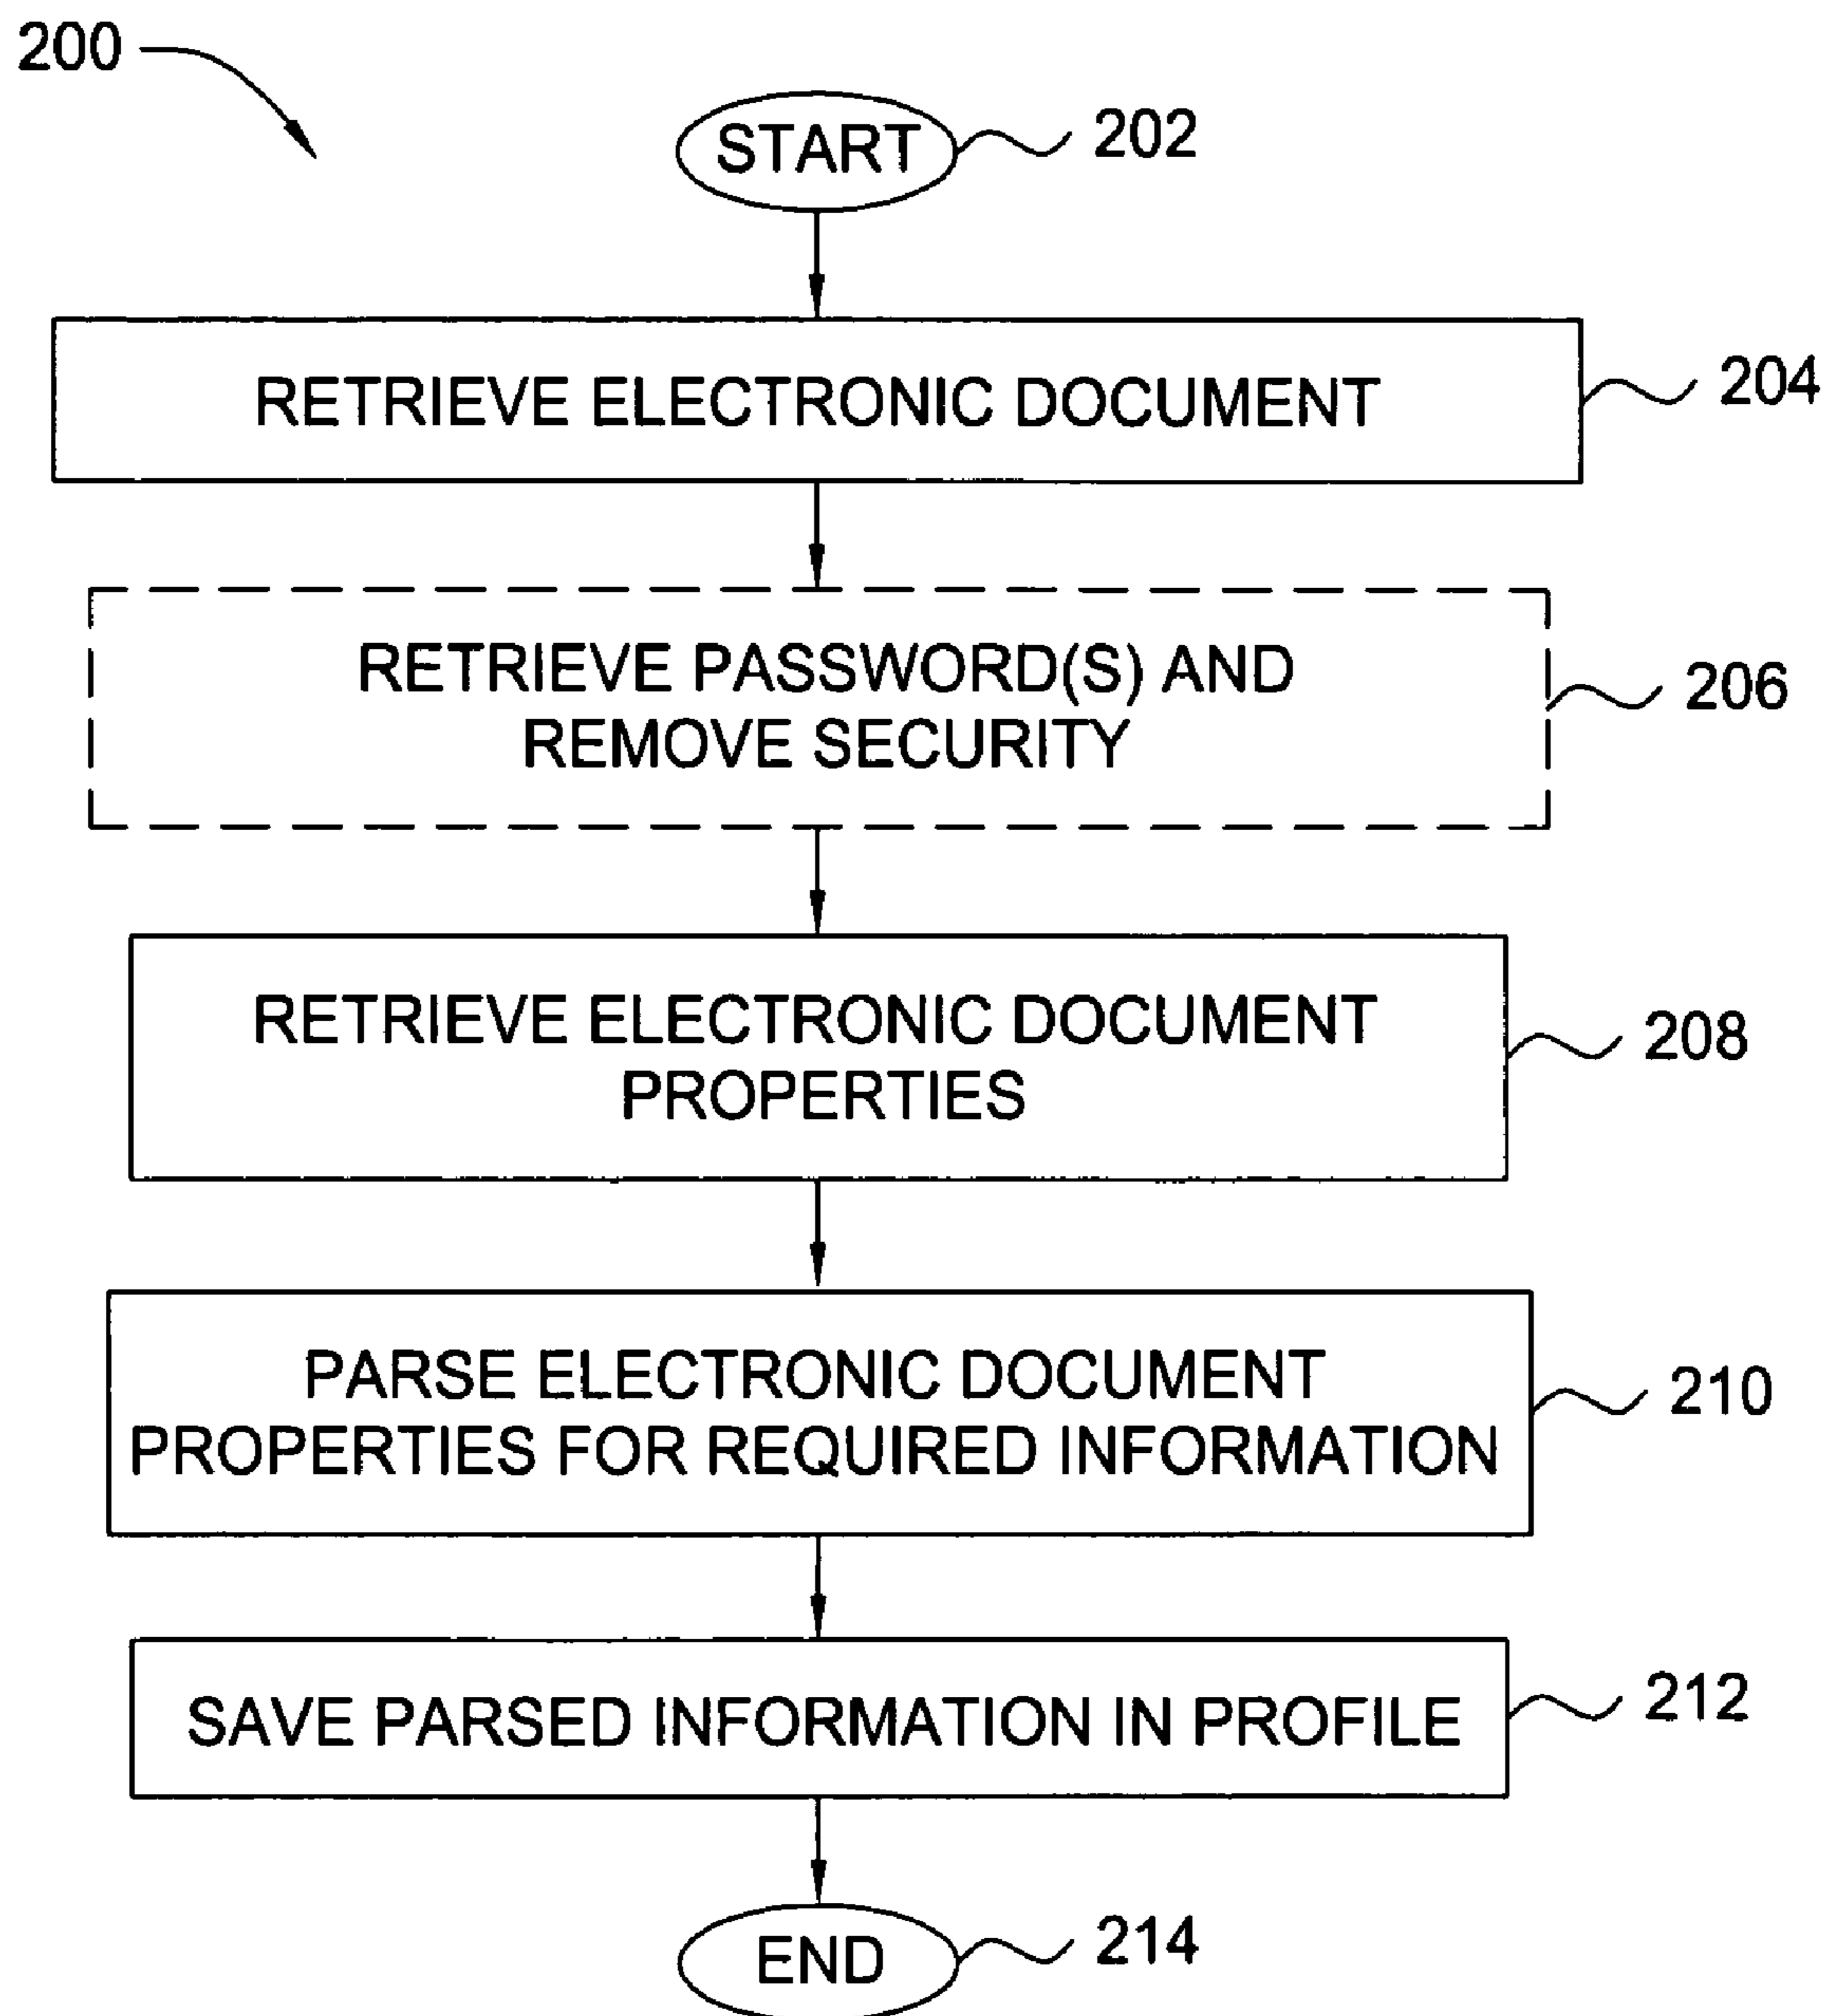 200
START
202
RETRIEVE ELECTRONIC DOCUMENT
204
RETRIEVE PASSWORD(S) AND
REMOVE SECURITY
206
RETRIEVE ELECTRONIC DOCUMENT
PROPERTIES
208
PARSE ELECTRONIC DOCUMENT
PROPERTIES FOR REQUIRED INFORMATION
210
SAVE PARSED INFORMATION IN PROFILE
212
END
214